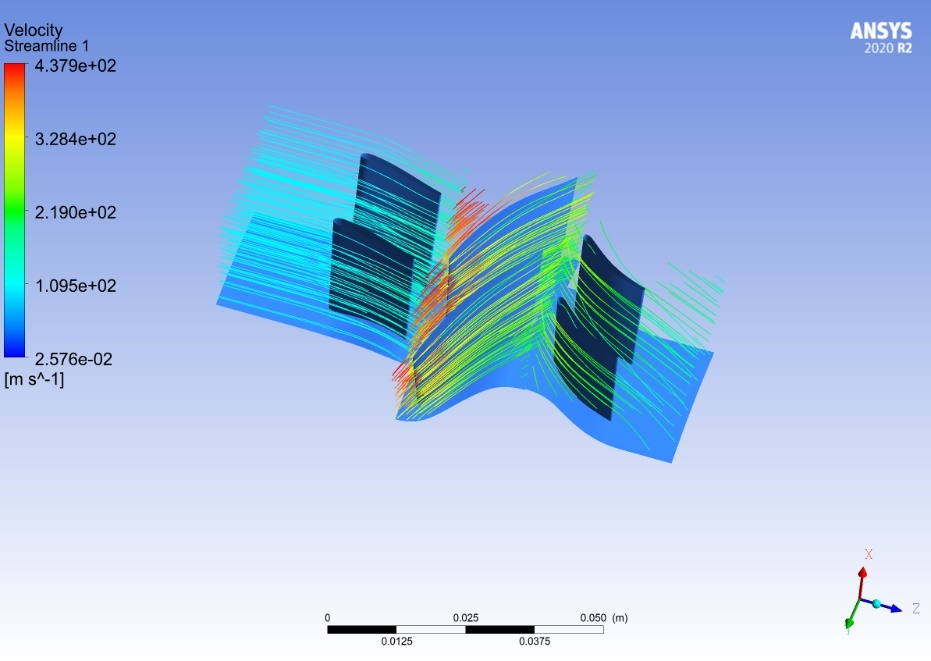 Velocity
Streamline 1
4.379e+02
3.284e+02
2.190e+02
1.095e+02
2.576e-02
[m s^-1]
ANSYS
2020 R2
X
Z
Y
0 0.025 0.050 (m)
0.0125 0.0375